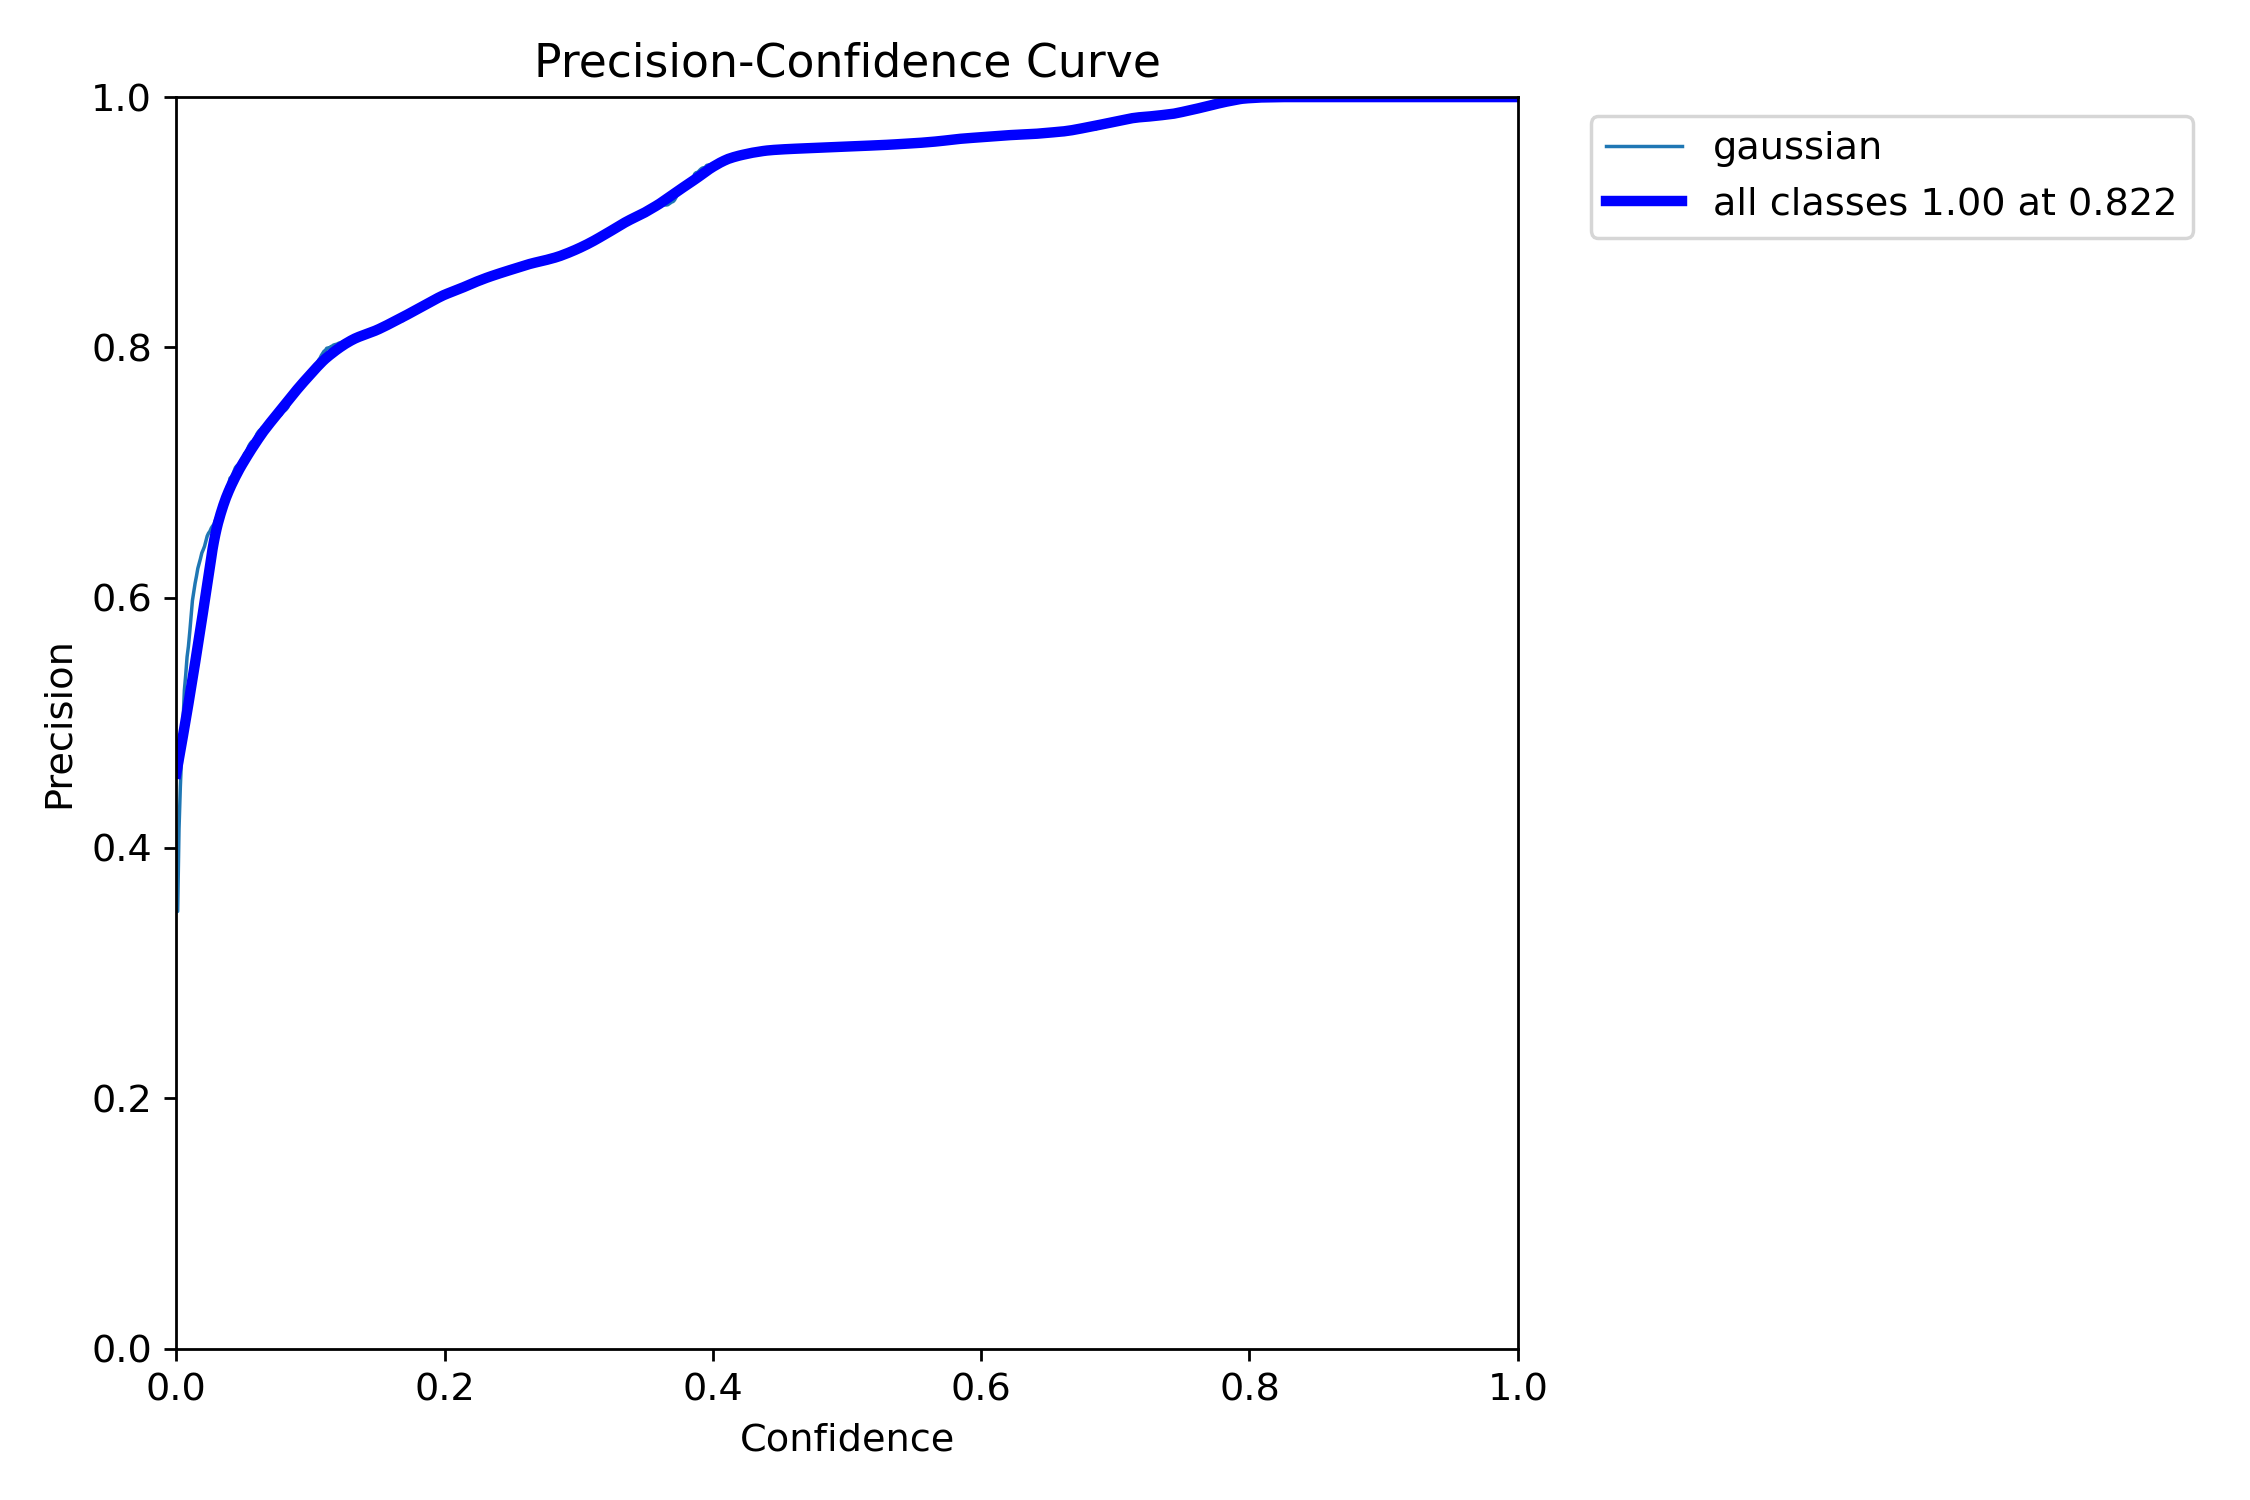 Precision-Confidence Curve
1.0
0.8
0.6
0.4
0.2
0.0
Precision
0.0 0.2 0.4 0.6 0.8 1.0
Confidence
gaussian
all classes 1.00 at 0.822